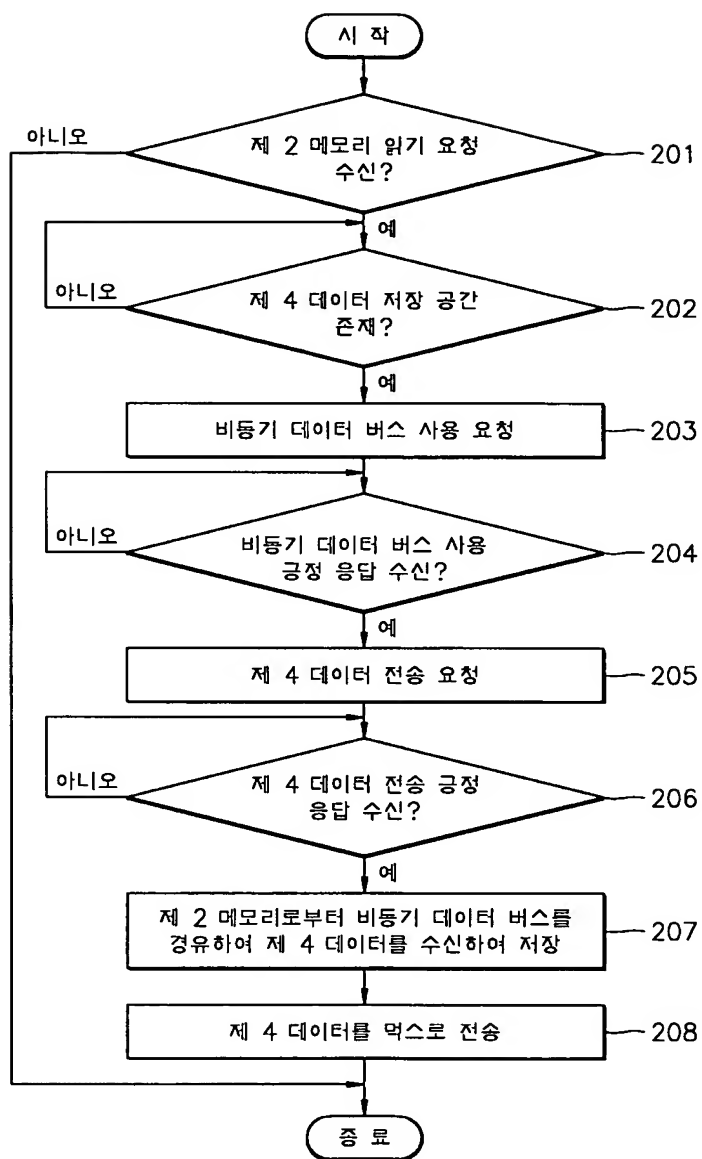 시 작
아니오
제 2 메모리 읽기 요청
수신?
201
예
아니오
제 4 데이터 저장 공간
존재?
202
예
비동기 데이터 버스 사용 요청
203
아니오
비동기 데이터 버스 사용
긍정 응답 수신?
204
예
제 4 데이터 전송 요청
205
아니오
제 4 데이터 전송 긍정
응답 수신?
206
예
제 2 메모리로부터 비동기 데이터 버스를
경유하여 제 4 데이터를 수신하여 저장
207
제 4 데이터를 먹스로 전송
208
종 료